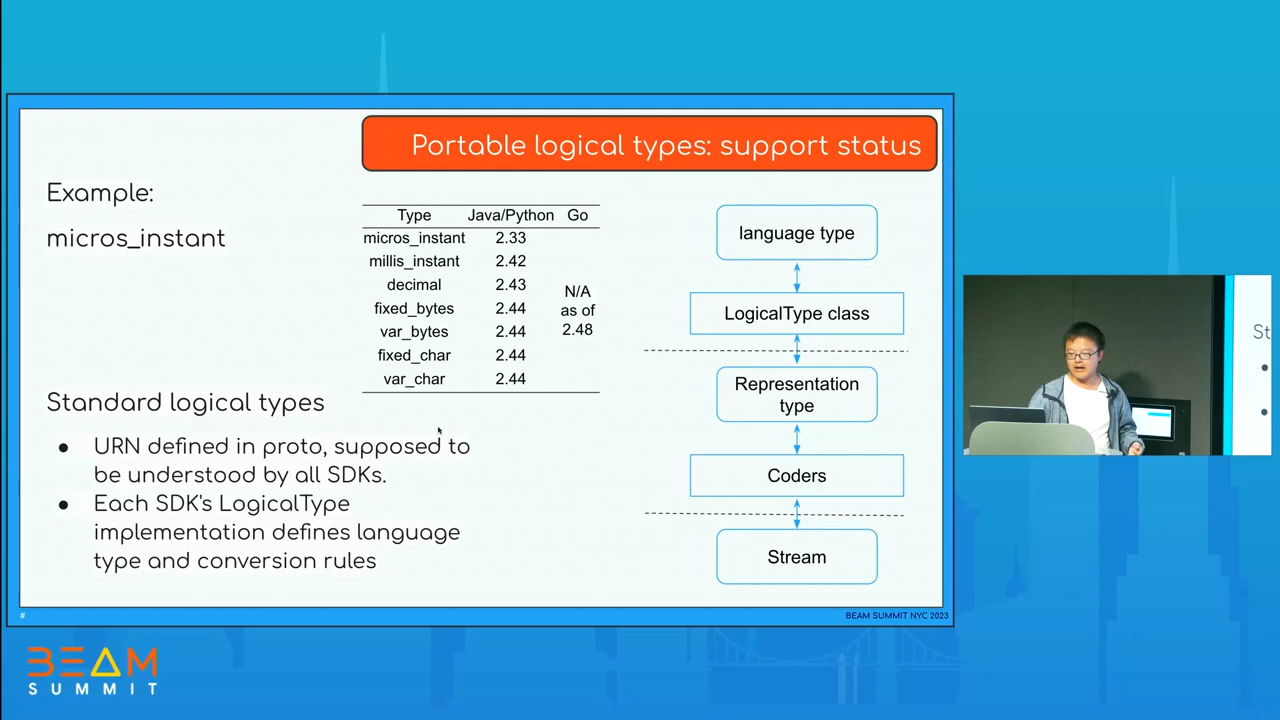 Portable logical types: support status
Example:
micros_instant
Type Java/Python Go
micros_instant 2.33
millis_instant 2.42
decimal 2.43
fixed_bytes 2.44
var_bytes 2.44
fixed_char 2.44
var_char 2.44
N/A
as of
2.48
Standard logical types
● URN defined in proto, supposed to
be understood by all SDKs.
● Each SDK's LogicalType
implementation defines language
type and conversion rules
language type
LogicalType class
Representation
type
Coders
Stream
#
BEAM SUMMIT NYC 2023
BEAM
SUMMIT
St